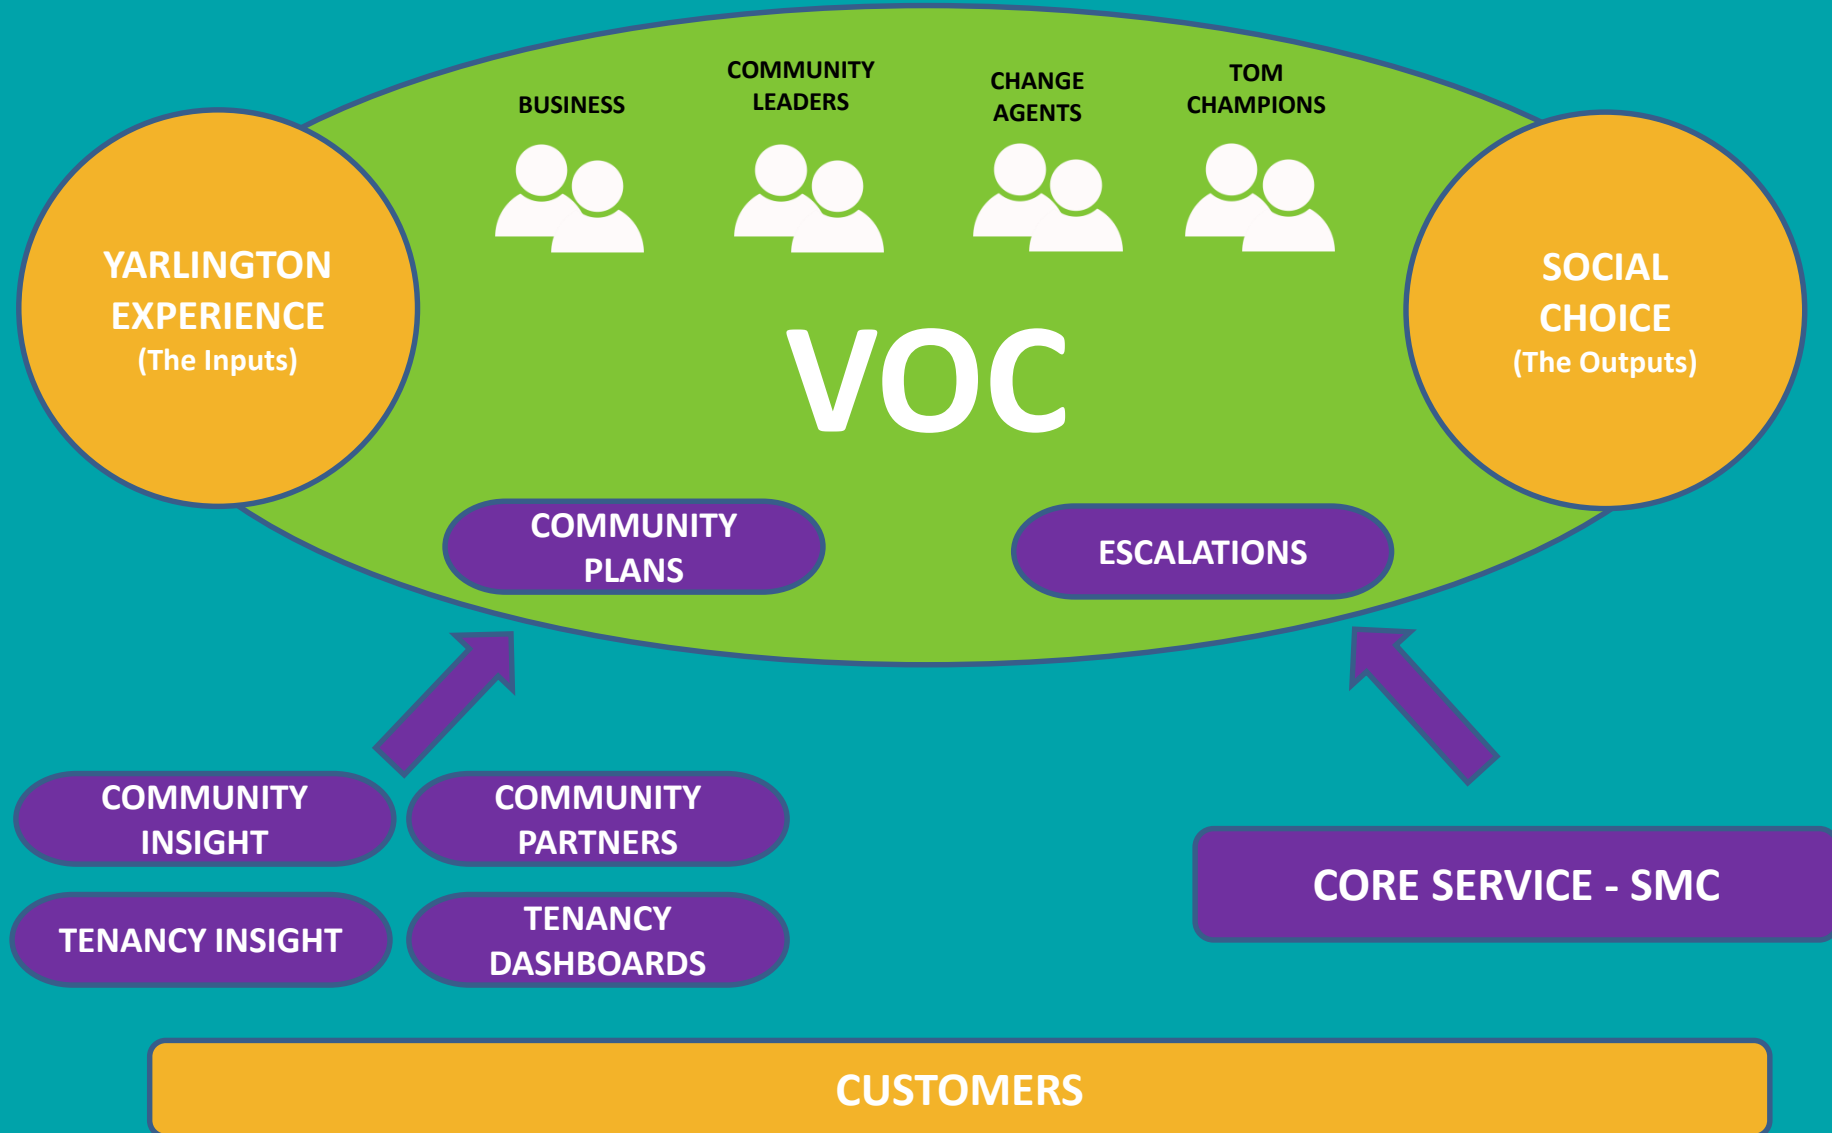 BUSINESS
COMMUNITY
LEADERS
CHANGE
AGENTS
TOM
CHAMPIONS
YARLINGTON
EXPERIENCE
(The Inputs)
VOC
SOCIAL
CHOICE
(The Outputs)
COMMUNITY
PLANS
ESCALATIONS
COMMUNITY
INSIGHT
COMMUNITY
PARTNERS
TENANCY INSIGHT
TENANCY
DASHBOARDS
CORE SERVICE - SMC
CUSTOMERS